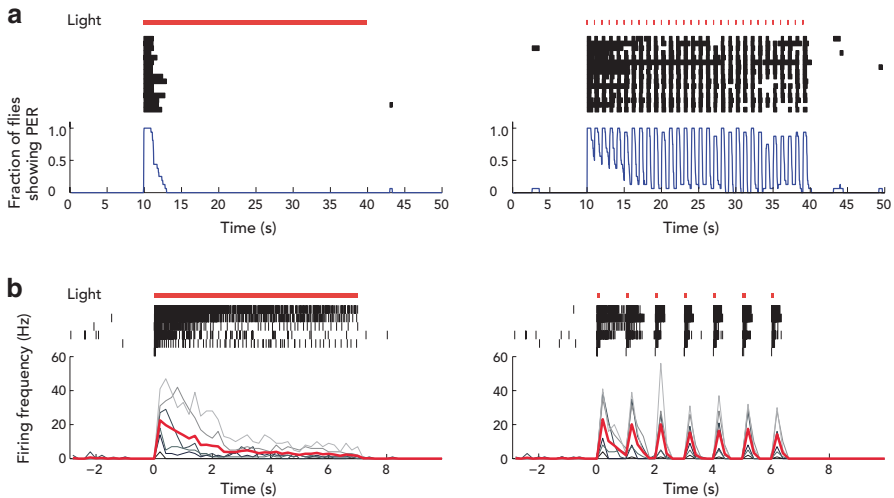 a
Light
Fraction of flies
showing PER
1.0
0.5
0
0 5 10 15 20 25 30 35 40 45 50
Time (s)
1.0
0.5
0
0 5 10 15 20 25 30 35 40 45 50
Time (s)
b
Light
Firing frequency (Hz)
60
40
20
0
−2 0 2 4 6 8
Time (s)
60
40
20
0
−2 0 2 4 6 8
Time (s)